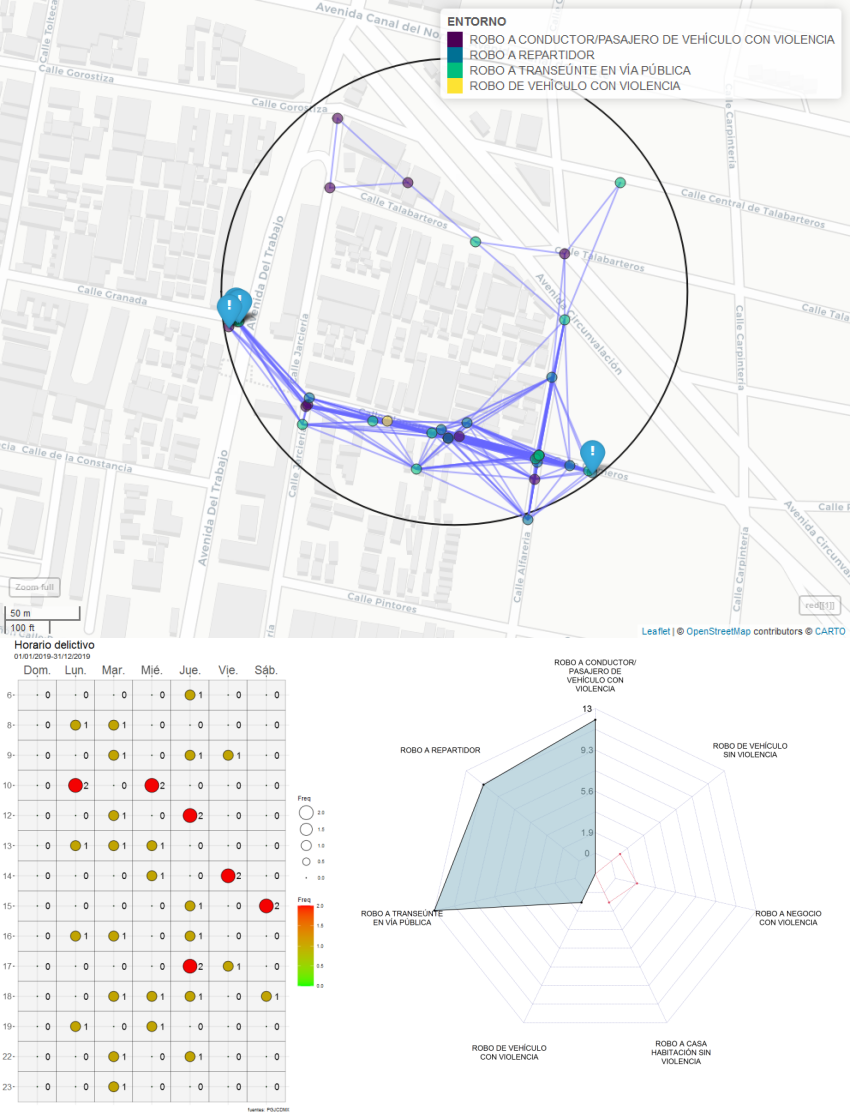 Avenida Canal del No
ENTORNO
ROBO A CONDUCTOR/PASAJERO DE VEHÍCULO CON VIOLENCIA
ROBO A REPARTIDOR
ROBO A TRANSEÚNTE EN VÍA PÚBLICA
ROBO DE VEHÍCULO CON VIOLENCIA
Calle Toltec
Calle Gorostiza
Calle Gorostiza
Calle Carpintería
Calle Talabarteros
Calle Central de Talabarteros
Calle Talabarteros
Avenida Del Trabajo
Calle Granada
Avenida Circunvalación
Calle Jarciería
Calle Carpintería
Calle Tala
cia
Calle de la Constancia
Calle Jarciería
Avenida Del Trabajo
Calle Alfarería
Calle Carpintería
Avenida Circunv
Calle Pintores
Zoom full
50 m
100 ft
red[[1]]
Leaflet | © OpenStreetMap contributors © CARTO
Horario delictivo
01/01/2019-31/12/2019
Dom. Lun. Mar. Mié. Jue. Vie. Sáb.
6 0 0 0 0 1 0 0
8 0 1 1 0 0 0 0
9 0 0 1 0 1 1 0
10 0 2 0 2 0 0 0
12 0 0 1 0 2 0 0
13 0 1 1 1 0 0 0
14 0 0 0 1 0 2 0
15 0 0 0 0 1 0 2
16 0 1 1 0 1 0 0
17 0 0 0 0 2 1 0
18 0 0 1 1 1 0 1
19 0 1 0 1 0 0 0
22 0 0 1 0 1 0 0
23 0 0 1 0 0 0 0
Freq
2.0
1.5
1.0
0.5
0.0
Freq
2.0
1.5
1.0
0.5
0.0
fuentes: PGJCDMX
ROBO A CONDUCTOR/
PASAJERO DE
VEHÍCULO CON
VIOLENCIA
13
9.3
5.6
1.9
0
ROBO A REPARTIDOR
ROBO DE VEHÍCULO
SIN VIOLENCIA
ROBO A TRANSEÚNTE
EN VÍA PÚBLICA
ROBO A NEGOCIO
CON VIOLENCIA
ROBO DE VEHÍCULO
CON VIOLENCIA
ROBO A CASA
HABITACIÓN SIN
VIOLENCIA